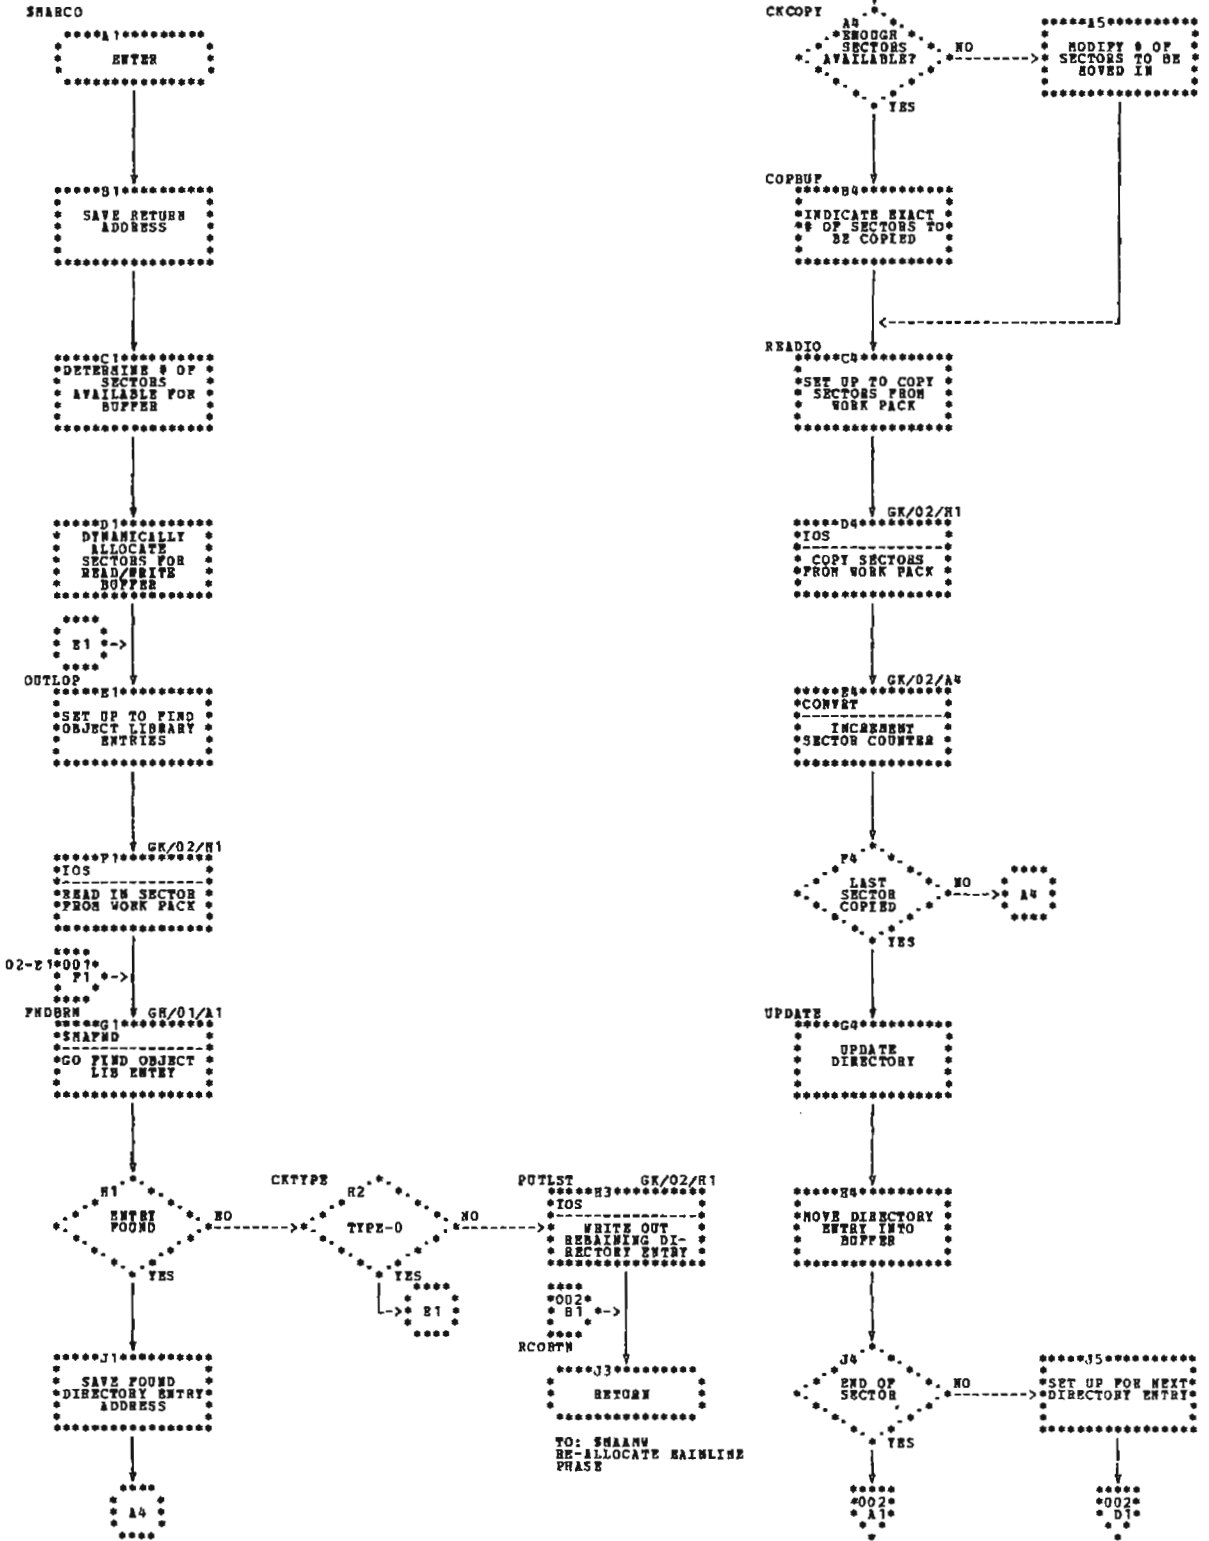 $MARCO
A1
ENTER
B1
SAVE RETURN
ADDRESS
C1
DETERMINE # OF
SECTORS
AVAILABLE FOR
BUFFER
D1
DYNAMICALLY
ALLOCATE
SECTORS FOR
READ/WRITE
BUFFER
E1
OUTLOP
E1
SET UP TO FIND
OBJECT LIBRARY
ENTRIES
GK/02/H1
F1
IOS
READ IN SECTOR
FROM WORK PACK
02-E1
001
F1
FNDBRN
GH/01/A1
G1
$MAFND
GO FIND OBJECT
LIB ENTRY
H1
ENTRY
FOUND
NO
YES
J1
SAVE FOUND
DIRECTORY ENTRY
ADDRESS
A4
CKTYPE
H2
TYPE-O
NO
YES
E1
PUTLST
GK/02/H1
H3
IOS
WRITE OUT
REMAINING DI-
RECTORY ENTRY
002
B1
RCORTN
J3
RETURN
TO: $MAAMW
RE-ALLOCATE MAINLINE
PHASE
CKCOPY
A4
ENOUGH
SECTORS
AVAILABLE?
NO
YES
A5
MODIFY # OF
SECTORS TO BE
MOVED IN
COPBUF
B4
INDICATE EXACT
# OF SECTORS TO
BE COPIED
READIO
C4
SET UP TO COPY
SECTORS FROM
WORK PACK
GK/02/H1
D4
IOS
COPY SECTORS
FROM WORK PACK
GK/02/A4
E4
CONVRT
INCREMENT
SECTOR COUNTER
F4
LAST
SECTOR
COPIED
NO
A4
YES
UPDATE
G4
UPDATE
DIRECTORY
H4
MOVE DIRECTORY
ENTRY INTO
BUFFER
J4
END OF
SECTOR
NO
YES
J5
SET UP FOR NEXT
DIRECTORY ENTRY
002
A1
002
D1